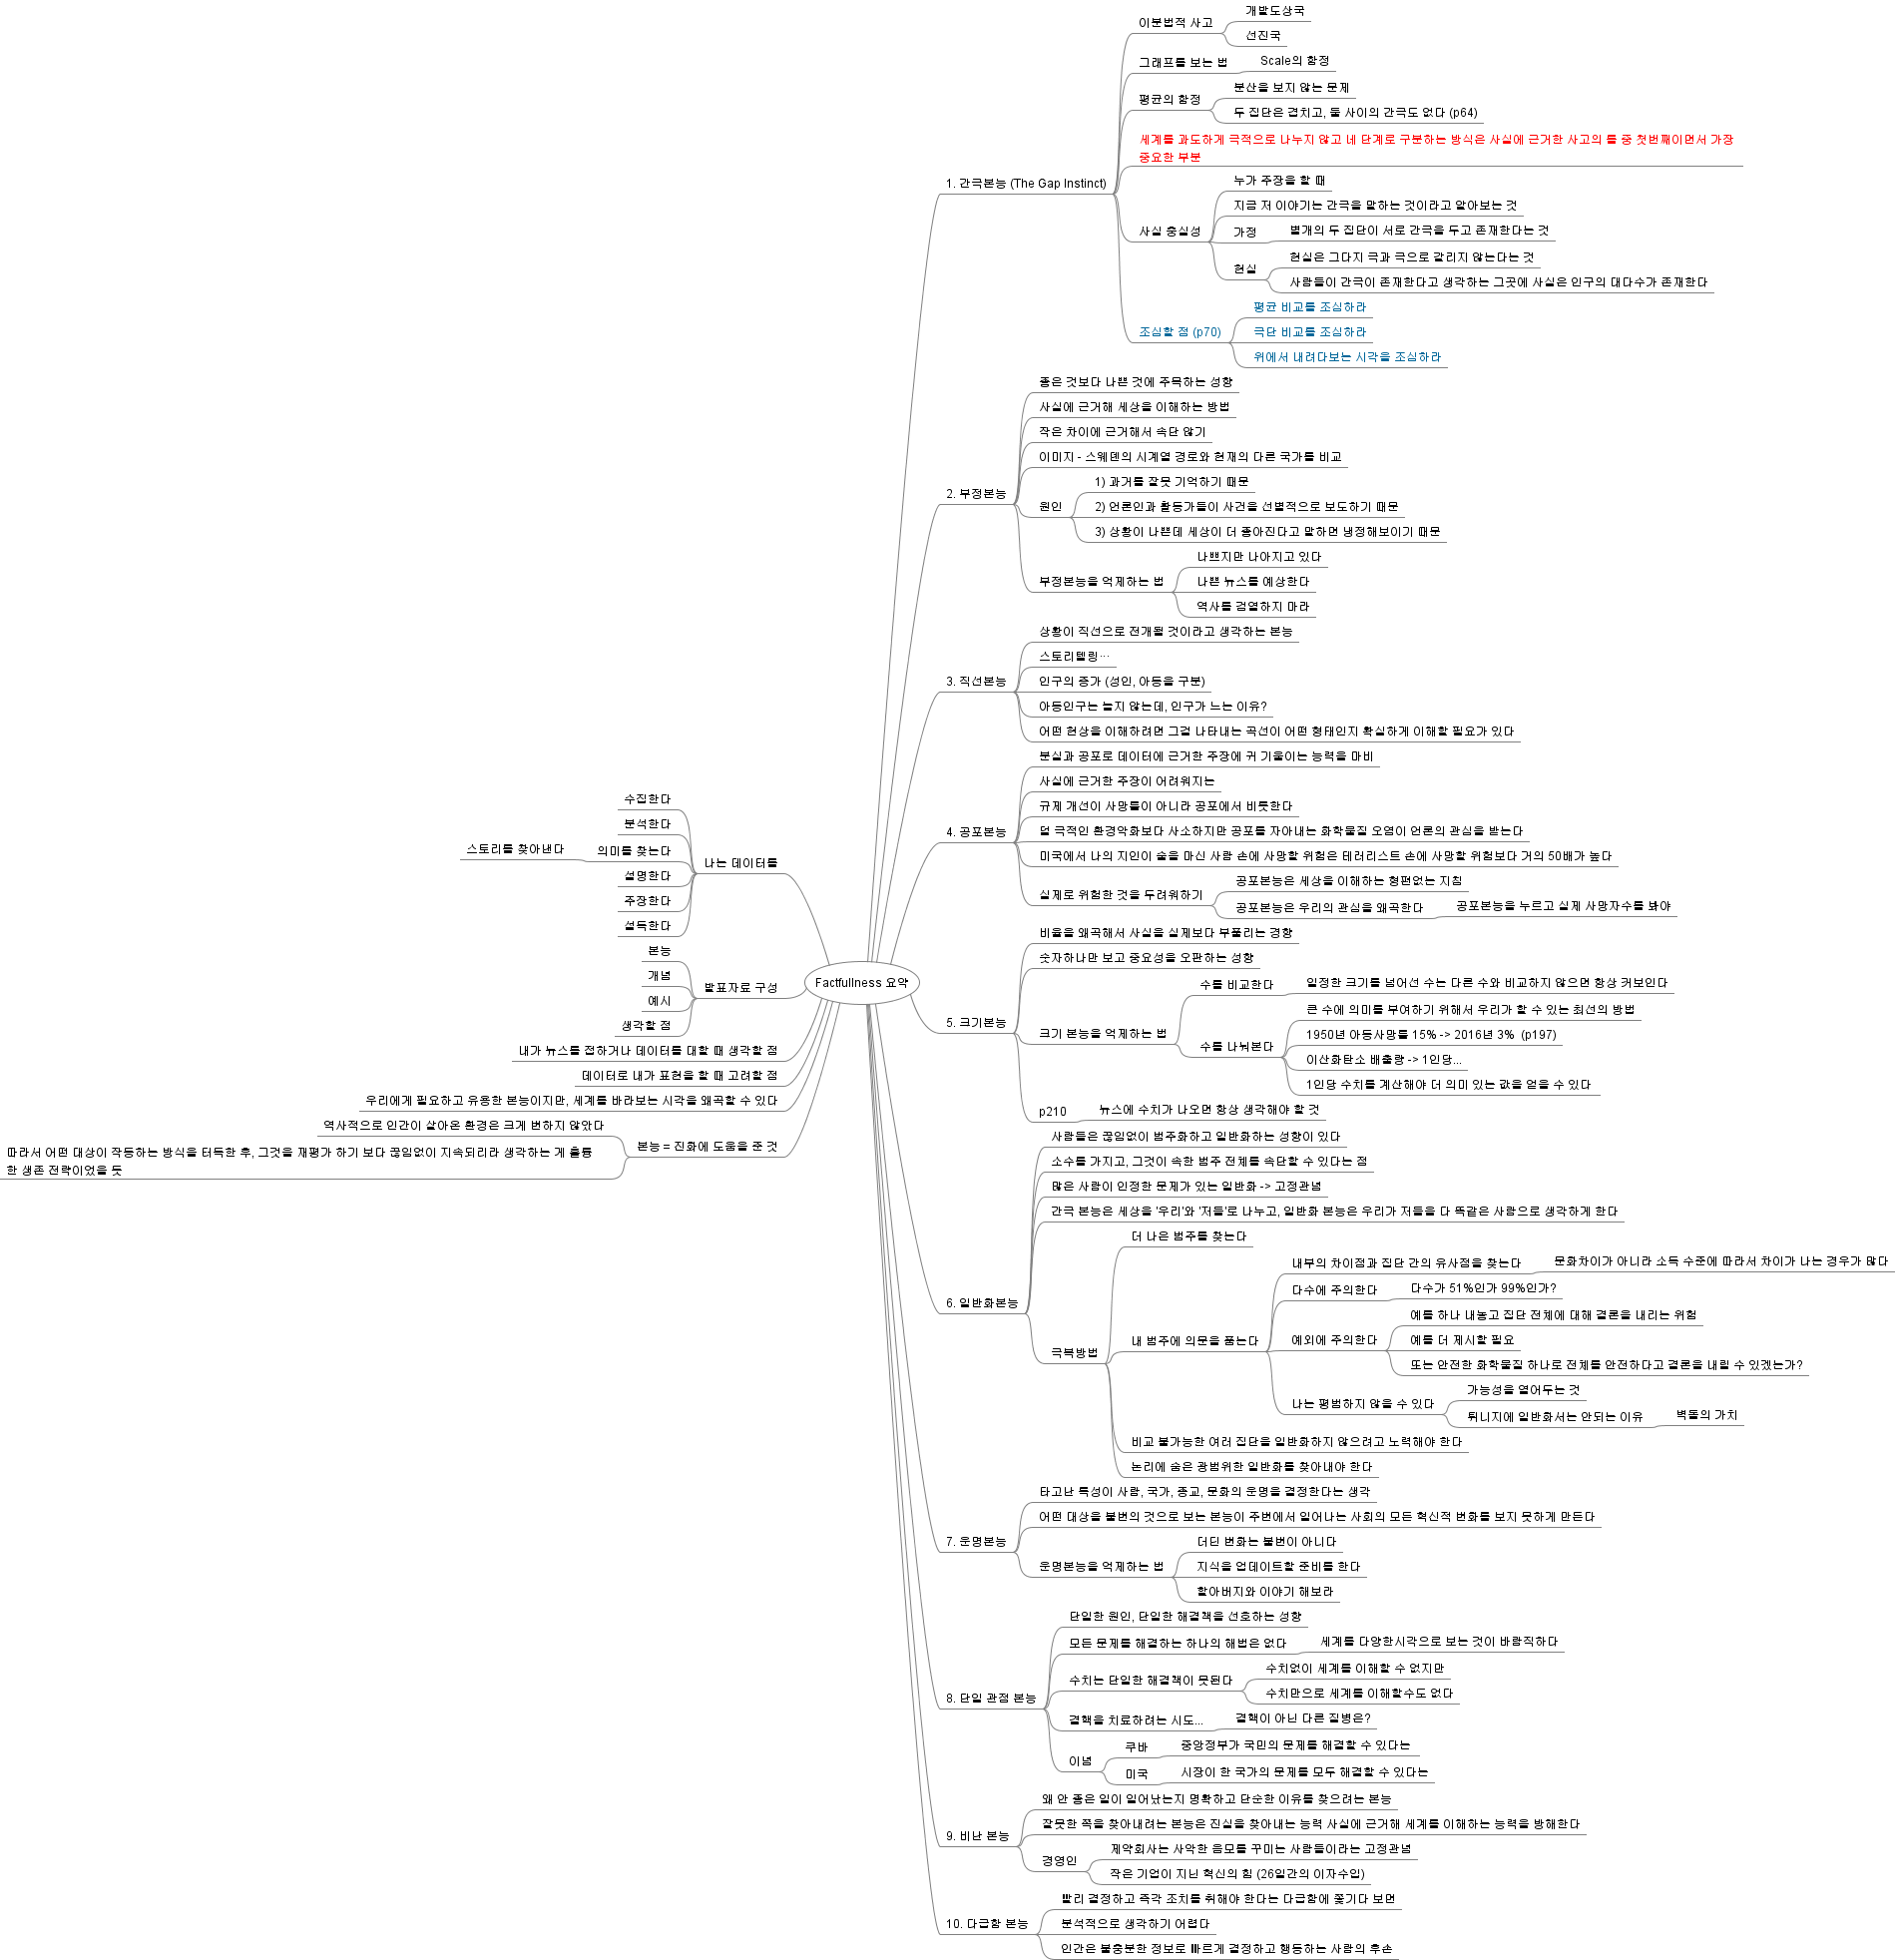 Factfullness 요약
1. 간극본능 (The Gap Instinct)
이분법적 사고
개발도상국
선진국
그래프를 보는 법
Scale의 함정
평균의 함정
분산을 보지 않는 문제
두 집단은 겹치고, 둘 사이의 간극도 없다 (p64)
세계를 과도하게 극적으로 나누지 않고 네 단계로 구분하는 방식은 사실에 근거한 사고의 틀 중 첫번째이면서 가장
중요한 부분
사실 충실성
누가 주장을 할 때
지금 저 이야기는 간극을 말하는 것이라고 알아보는 것
가정
별개의 두 집단이 서로 간극을 두고 존재한다는 것
현실
현실은 그다지 극과 극으로 갈리지 않는다는 것
사람들이 간극이 존재한다고 생각하는 그곳에 사실은 인구의 대다수가 존재한다
조심할 점 (p70)
평균 비교를 조심하라
극단 비교를 조심하라
위에서 내려다보는 시각을 조심하라
2. 부정본능
좋은 것보다 나쁜 것에 주목하는 성향
사실에 근거해 세상을 이해하는 방법
작은 차이에 근거해서 속단 않기
이미지 - 스웨덴의 시계열 경로와 현재의 다른 국가를 비교
원인
1) 과거를 잘못 기억하기 때문
2) 언론인과 활동가들이 사건을 선별적으로 보도하기 때문
3) 상황이 나쁜데 세상이 더 좋아진다고 말하면 냉정해보이기 때문
부정본능을 억제하는 법
나쁘지만 나아지고 있다
나쁜 뉴스를 예상한다
역사를 검열하지 마라
3. 직선본능
상황이 직선으로 전개될 것이라고 생각하는 본능
스토리텔링…
인구의 증가 (성인, 아동을 구분)
아동인구는 늘지 않는데, 인구가 느는 이유?
어떤 현상을 이해하려면 그걸 나타내는 곡선이 어떤 형태인지 확실하게 이해할 필요가 있다
4. 공포본능
분실과 공포로 데이터에 근거한 주장에 귀 기울이는 능력을 마비
사실에 근거한 주장이 어려워지는
규제 개선이 사망률이 아니라 공포에서 비롯한다
덜 극적인 환경악화보다 사소하지만 공포를 자아내는 화학물질 오염이 언론의 관심을 받는다
미국에서 나의 지인이 술을 마신 사람 손에 사망할 위험은 테러리스트 손에 사망할 위험보다 거의 50배가 높다
실제로 위험한 것을 두려워하기
공포본능은 세상을 이해하는 형편없는 지침
공포본능은 우리의 관심을 왜곡한다
공포본능을 누르고 실제 사망자수를 봐야
5. 크기본능
비율을 왜곡해서 사실을 실제보다 부풀리는 경향
숫자하나만 보고 중요성을 오판하는 성향
크기 본능을 억제하는 법
수를 비교한다
일정한 크기를 넘어선 수는 다른 수와 비교하지 않으면 항상 커보인다
수를 나눠본다
큰 수에 의미를 부여하기 위해서 우리가 할 수 있는 최선의 방법
1950년 아동사망률 15% -> 2016년 3% (p197)
이산화탄소 배출량 -> 1인당...
1인당 수치를 계산해야 더 의미 있는 값을 얻을 수 있다
p210
뉴스에 수치가 나오면 항상 생각해야 할 것
6. 일반화본능
사람들은 끊임없이 범주화하고 일반화하는 성향이 있다
소수를 가지고, 그것이 속한 범주 전체를 속단할 수 있다는 점
많은 사람이 인정한 문제가 있는 일반화 -> 고정관념
간극 본능은 세상을 '우리'와 '저들'로 나누고, 일반화 본능은 우리가 저들을 다 똑같은 사람으로 생각하게 한다
극복방법
더 나은 범주를 찾는다
내 범주에 의문을 품는다
내부의 차이점과 집단 간의 유사점을 찾는다
문화차이가 아니라 소득 수준에 따라서 차이가 나는 경우가 많다
다수에 주의한다
다수가 51%인가 99%인가?
예외에 주의한다
예를 하나 내놓고 집단 전체에 대해 결론을 내리는 위험
예를 더 제시할 필요
또는 안전한 화학물질 하나로 전체를 안전하다고 결론을 내릴 수 있겠는가?
나는 평범하지 않을 수 있다
가능성을 열어두는 것
튀니지에 일반화서는 안되는 이유
벽돌의 가치
비교 불가능한 여러 집단을 일반화하지 않으려고 노력해야 한다
논리에 숨은 광범위한 일반화를 찾아내야 한다
7. 운명본능
타고난 특성이 사람, 국가, 종교, 문화의 운명을 결정한다는 생각
어떤 대상을 불변의 것으로 보는 본능이 주변에서 일어나는 사회의 모든 혁신적 변화를 보지 못하게 만든다
운명본능을 억제하는 법
더딘 변화는 불변이 아니다
지식을 업데이트할 준비를 한다
할아버지와 이야기 해보라
8. 단일 관점 본능
단일한 원인, 단일한 해결책을 선호하는 성향
모든 문제를 해결하는 하나의 해법은 없다
세계를 다양한시각으로 보는 것이 바람직하다
수치는 단일한 해결책이 못된다
수치없이 세계를 이해할 수 없지만
수치만으로 세계를 이해할수도 없다
결핵을 치료하려는 시도...
결핵이 아닌 다른 질병은?
이념
쿠바
중앙정부가 국민의 문제를 해결할 수 있다는
미국
시장이 한 국가의 문제를 모두 해결할 수 있다는
9. 비난 본능
왜 안 좋은 일이 일어났는지 명확하고 단순한 이유를 찾으려는 본능
잘못한 쪽을 찾아내려는 본능은 진실을 찾아내는 능력 사실에 근거해 세계를 이해하는 능력을 방해한다
경영인
제약회사는 사악한 음모를 꾸미는 사람들이라는 고정관념
작은 기업이 지닌 혁신의 힘 (26일간의 이자수입)
10. 다급함 본능
빨리 결정하고 즉각 조치를 취해야 한다는 다급함에 쫓기다 보면
분석적으로 생각하기 어렵다
인간은 불충분한 정보로 빠르게 결정하고 행동하는 사람의 후손
나는 데이터를
수집한다
분석한다
의미를 찾는다
스토리를 찾아낸다
설명한다
주장한다
설득한다
발표자료 구성
본능
개념
예시
생각할 점
내가 뉴스를 접하거나 데이터를 대할 때 생각할 점
데이터로 내가 표현을 할 때 고려할 점
우리에게 필요하고 유용한 본능이지만, 세계를 바라보는 시각을 왜곡할 수 있다
본능 = 진화에 도움을 준 것
역사적으로 인간이 살아온 환경은 크게 변하지 않았다
따라서 어떤 대상이 작동하는 방식을 터득한 후, 그것을 재평가 하기 보다 끊임없이 지속되리라 생각하는 게 훌륭
한 생존 전략이었을 듯